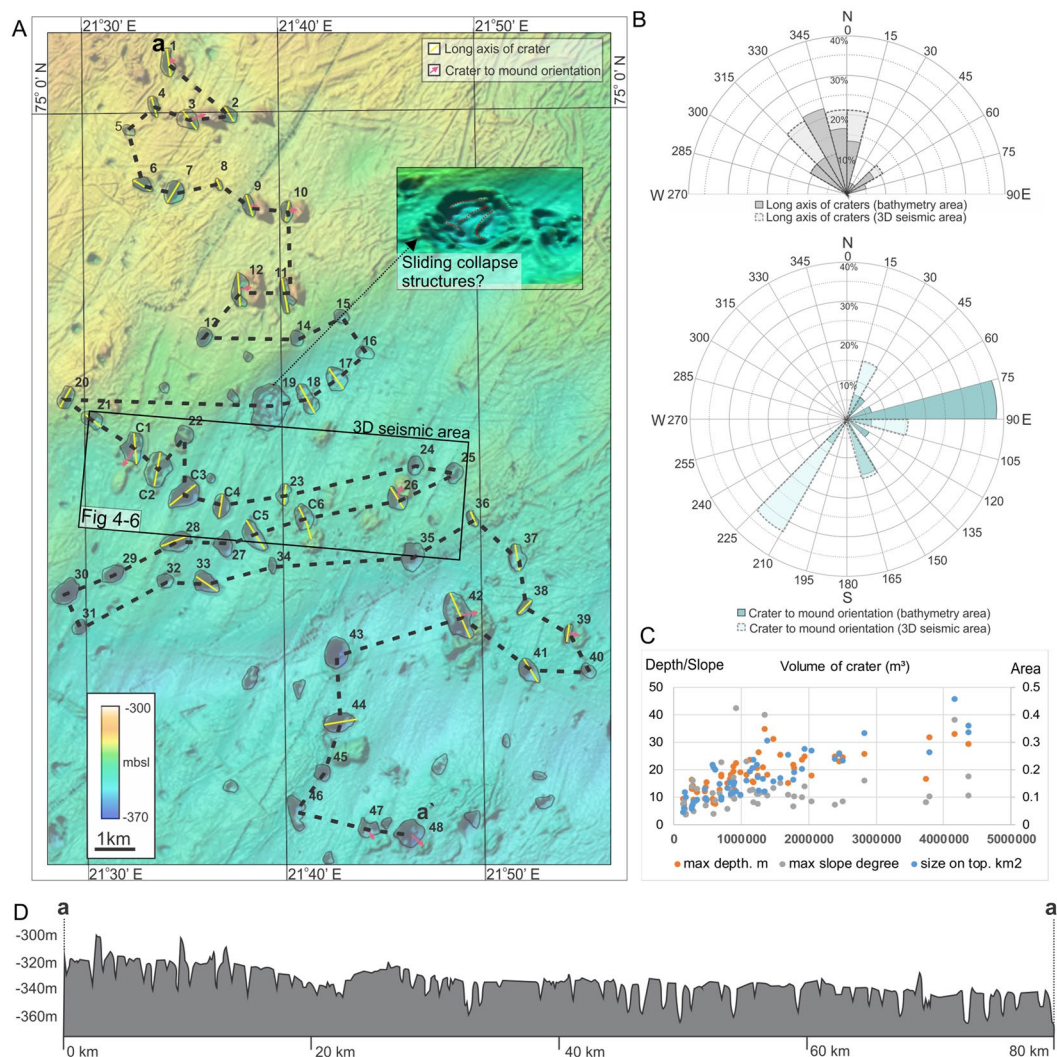 A
21° 30' E
21° 40' E
21° 50' E
75° 0' N
75° 0' N
a
Long axis of crater
Crater to mound orientation
1
2
3
4
5
6
7
8
9
10
11
12
13
14
15
16
17
18
19
20
21
22
C1
C2
C3
C4
23
24
25
26
C5
C6
27
28
29
30
31
32
33
34
35
36
37
38
39
40
41
42
43
44
45
46
47
48
a`
Sliding collapse
structures?
3D seismic area
Fig 4-6
-300
mbsl
-370
1km
21°30' E
21°40' E
21°50' E
B
N
0
345
15
330
30
315
45
300
60
285
75
W 270
90 E
40%
30%
20%
10%
Long axis of craters (bathymetry area)
Long axis of craters (3D seismic area)
N
0
345
15
330
30
315
45
300
60
285
75
W 270
90 E
255
105
240
120
225
135
210
150
195
165
180
S
40%
30%
20%
10%
Crater to mound orientation (bathymetry area)
Crater to mound orientation (3D seismic area)
C
Depth/Slope
Volume of crater (m³)
Area
50
40
30
20
10
0
0.5
0.4
0.3
0.2
0.1
0
0 1000000 2000000 3000000 4000000 5000000
max depth. m
max slope degree
size on top. km2
D
a
a
-300m
-320m
-340m
-360m
0 km
20 km
40 km
60 km
80 km